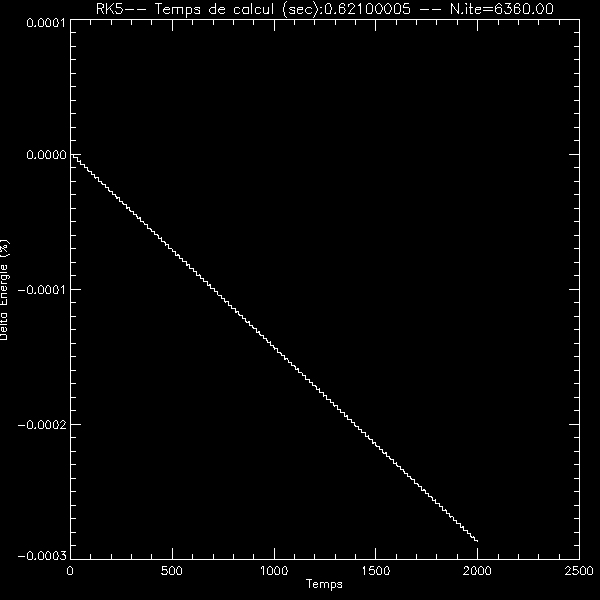 RK5-- Temps de calcul (sec):0.62100005 -- N.ite=6360.00
0.0001
0.0000
-0.0001
-0.0002
-0.0003
Delta Energie (%)
0 500 1000 1500 2000 2500
Temps